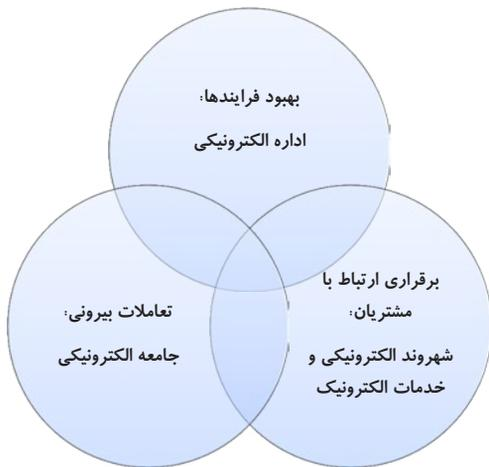 بهبود فرایندها:
اداره الکترونیکی
برقراری ارتباط با
مشتریان:
شهروند الکترونیکی و
خدمات الکترونیک
تعاملات بیرونی:
جامعه الکترونیکی